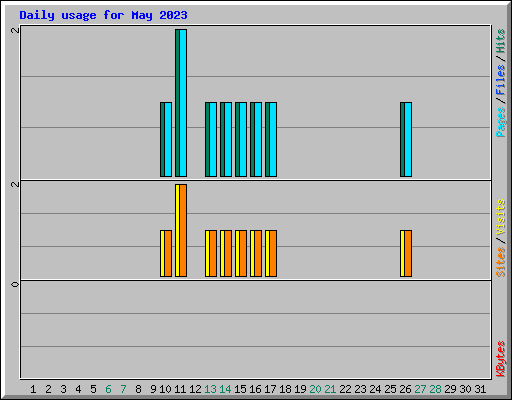 Daily usage for May 2023
2
2
0
Pages / Files / Hits
Sites / Visits
KBytes
1 2 3 4 5 6 7 8 9 10 11 12 13 14 15 16 17 18 19 20 21 22 23 24 25 26 27 28 29 30 31